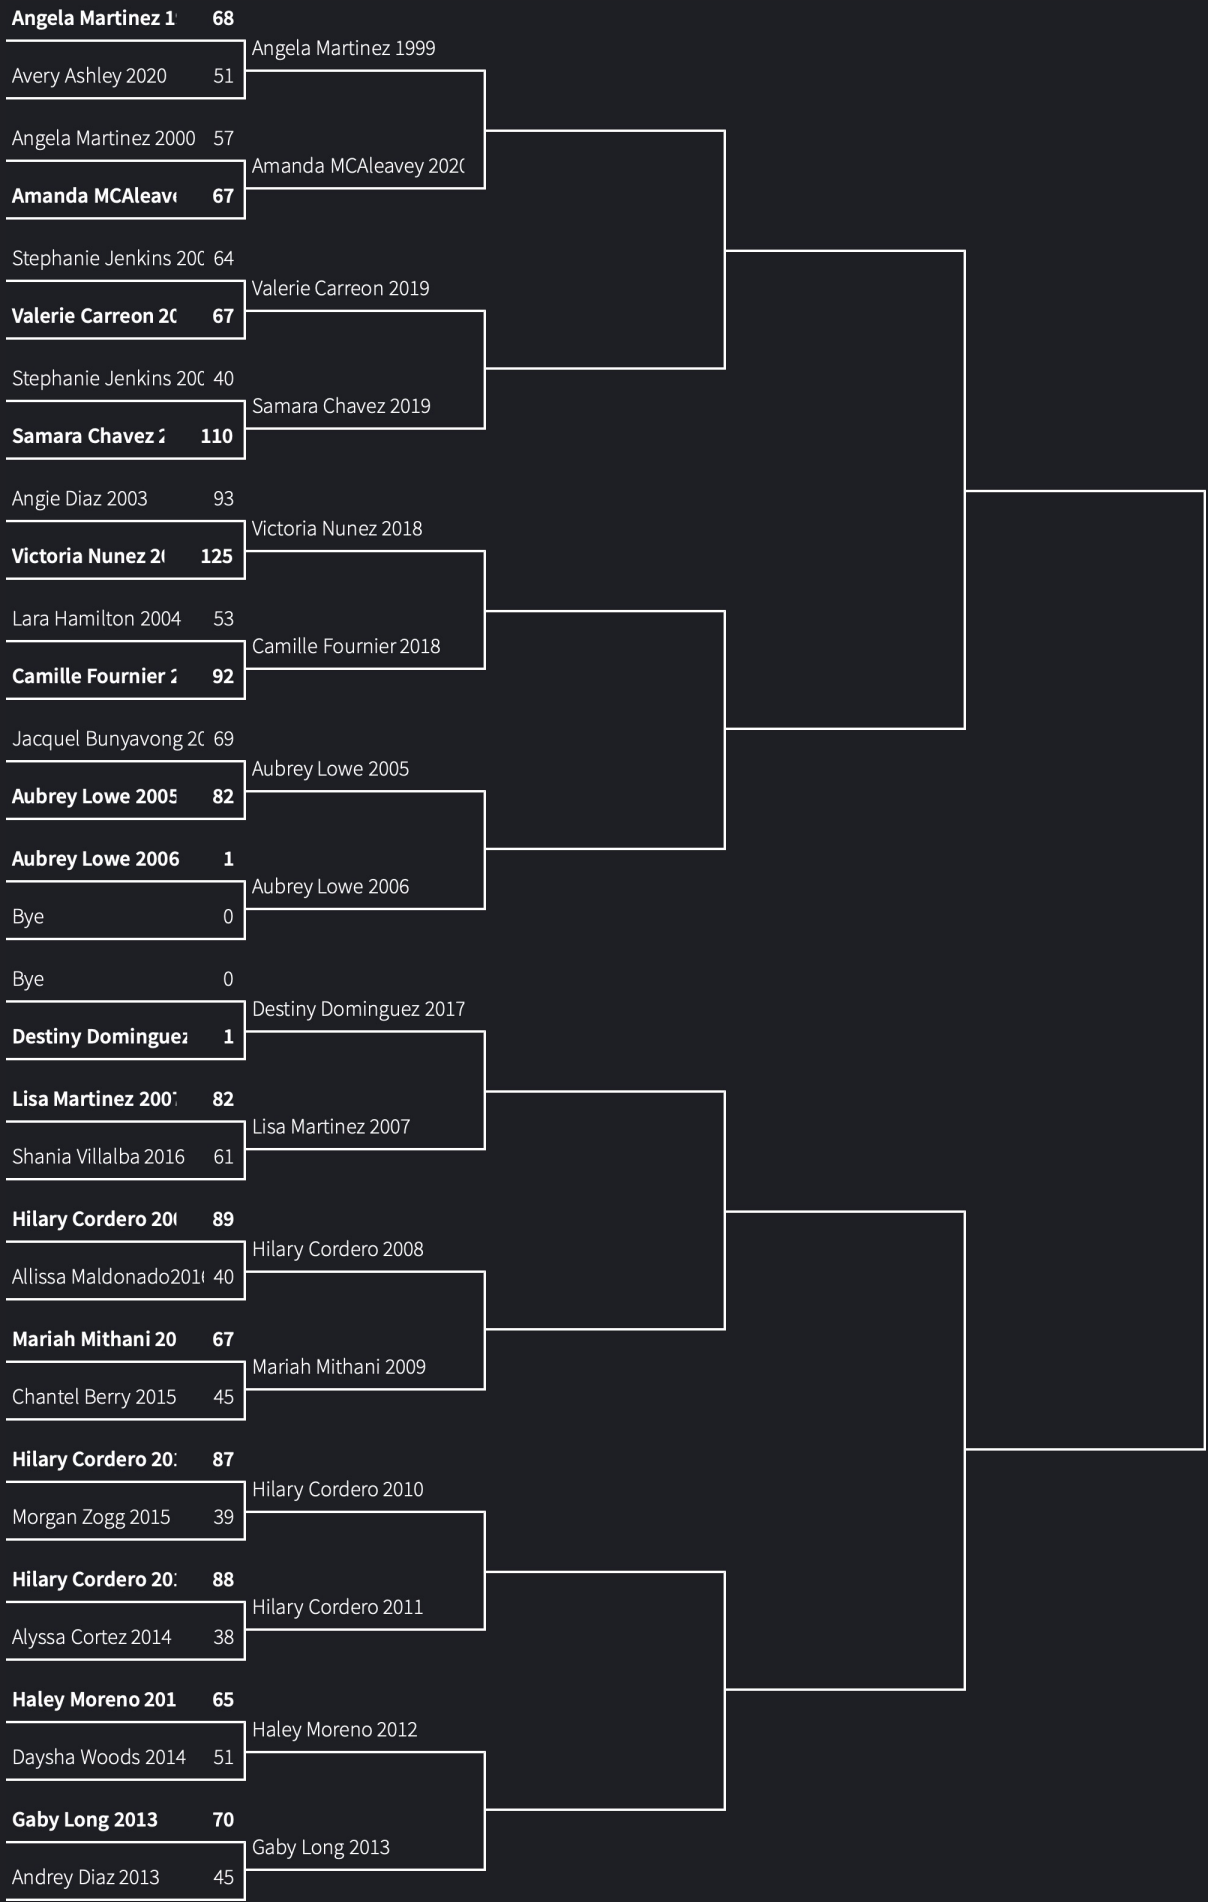 Angela Martinez 1 68
Avery Ashley 2020 51
Angela Martinez 2000 57
Amanda MCAleave 67
Stephanie Jenkins 200 64
Valerie Carreon 20 67
Stephanie Jenkins 200 40
Samara Chavez 2 110
Angie Diaz 2003 93
Victoria Nunez 20 125
Lara Hamilton 2004 53
Camille Fournier 2 92
Jacquel Bunyavong 20 69
Aubrey Lowe 2005 82
Aubrey Lowe 2006 1
Bye 0
Bye 0
Destiny Dominguez 1
Lisa Martinez 2007 82
Shania Villalba 2016 61
Hilary Cordero 200 89
Allissa Maldonado2016 40
Mariah Mithani 20 67
Chantel Berry 2015 45
Hilary Cordero 20 87
Morgan Zogg 2015 39
Hilary Cordero 20 88
Alyssa Cortez 2014 38
Haley Moreno 201 65
Daysha Woods 2014 51
Gaby Long 2013 70
Andrey Diaz 2013 45
Angela Martinez 1999
Amanda MCAleavey 2020
Valerie Carreon 2019
Samara Chavez 2019
Victoria Nunez 2018
Camille Fournier 2018
Aubrey Lowe 2005
Aubrey Lowe 2006
Destiny Dominguez 2017
Lisa Martinez 2007
Hilary Cordero 2008
Mariah Mithani 2009
Hilary Cordero 2010
Hilary Cordero 2011
Haley Moreno 2012
Gaby Long 2013